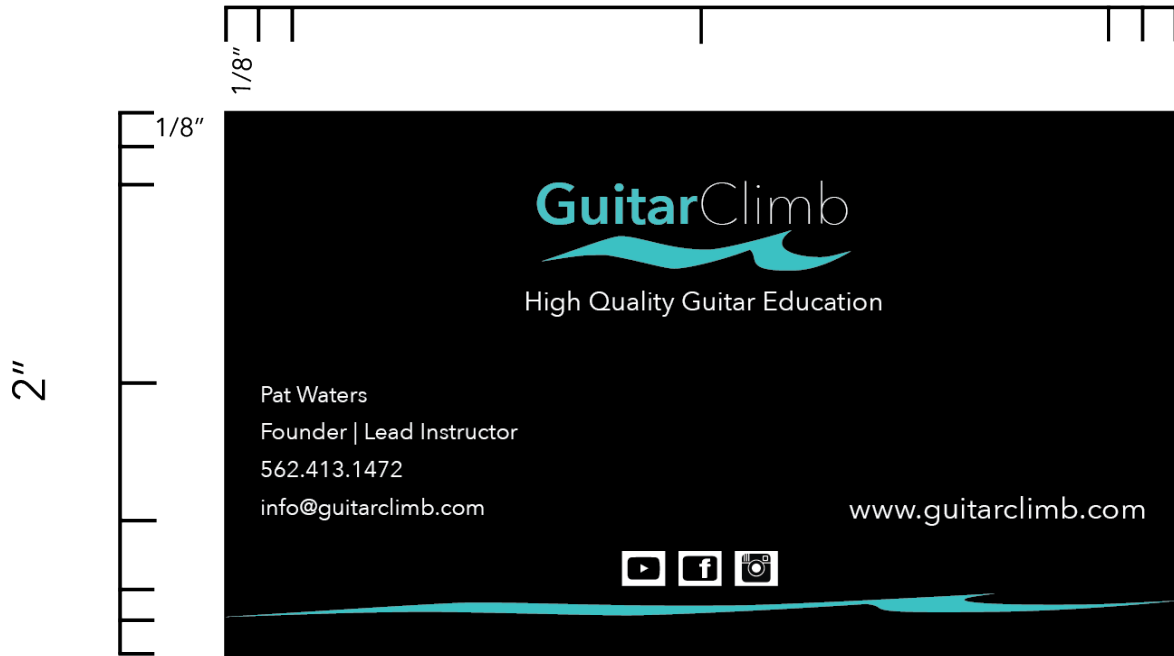 1/8”
1/8”
2”
GuitarClimb
High Quality Guitar Education
Pat Waters
Founder | Lead Instructor
562.413.1472
info@guitarclimb.com
www.guitarclimb.com
f